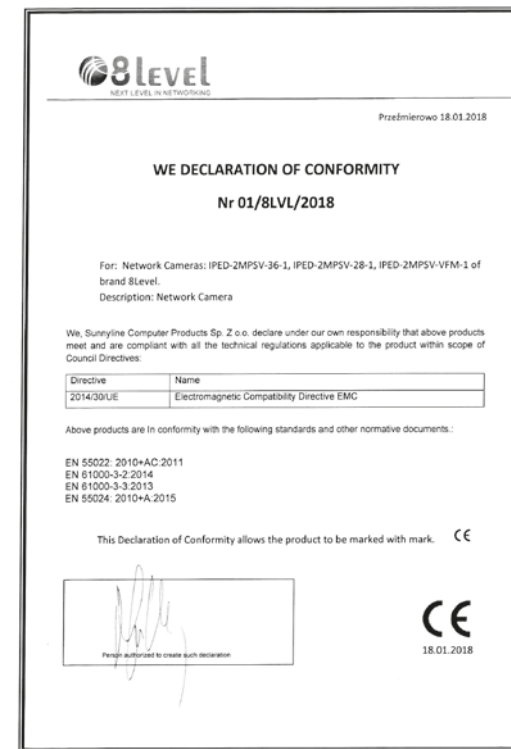 8level
NEXT LEVEL IN NETWORKING
Przeźmierowo 18.01.2018
WE DECLARATION OF CONFORMITY
Nr 01/8LVL/2018
For: Network Cameras: IPED-2MPSV-36-1, IPED-2MPSV-28-1, IPED-2MPSV-VFM-1 of
brand 8Level.
Description: Network Camera
We, Sunnyline Computer Products Sp. Z o.o. declare under our own responsibility that above products
meet and are compliant with all the technical regulations applicable to the product within scope of
Council Directives:
Directive Name
2014/30/UE Electromagnetic Compatibility Directive EMC
Above products are In conformity with the following standards and other normative documents.:
EN 55022: 2010+AC:2011
EN 61000-3-2:2014
EN 61000-3-3:2013
EN 55024: 2010+A:2015
This Declaration of Conformity allows the product to be marked with mark. CE
Person authorized to create such declaration
CE
18.01.2018